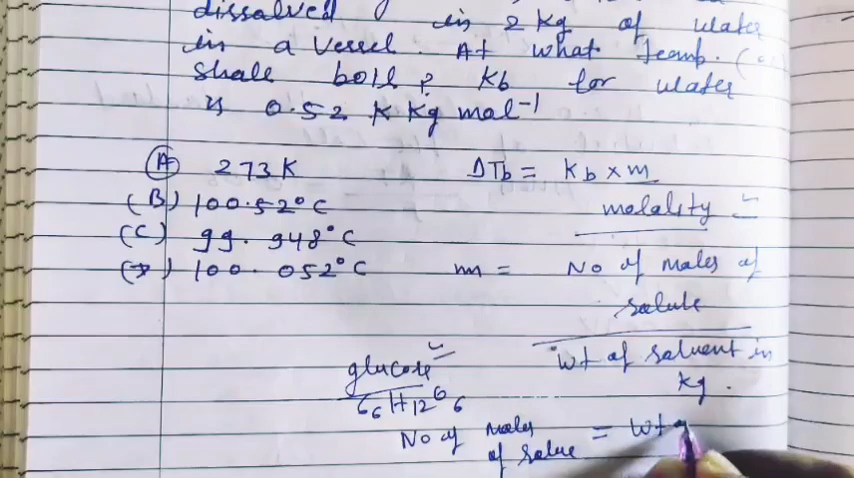 dissolved in 2 kg of water
in a vessel. At what temp.
shall boil? Kb for water
is 0.52 K Kg mol-1
(A) 273K
ΔTb = Kb x m
(B) 100.52°C
molality
(C) 99.948°C
100.052°C
m = No of moles of
solute
Wt of solvent in
kg.
glucose
C6H12O6
No of moles
of solute = Wt